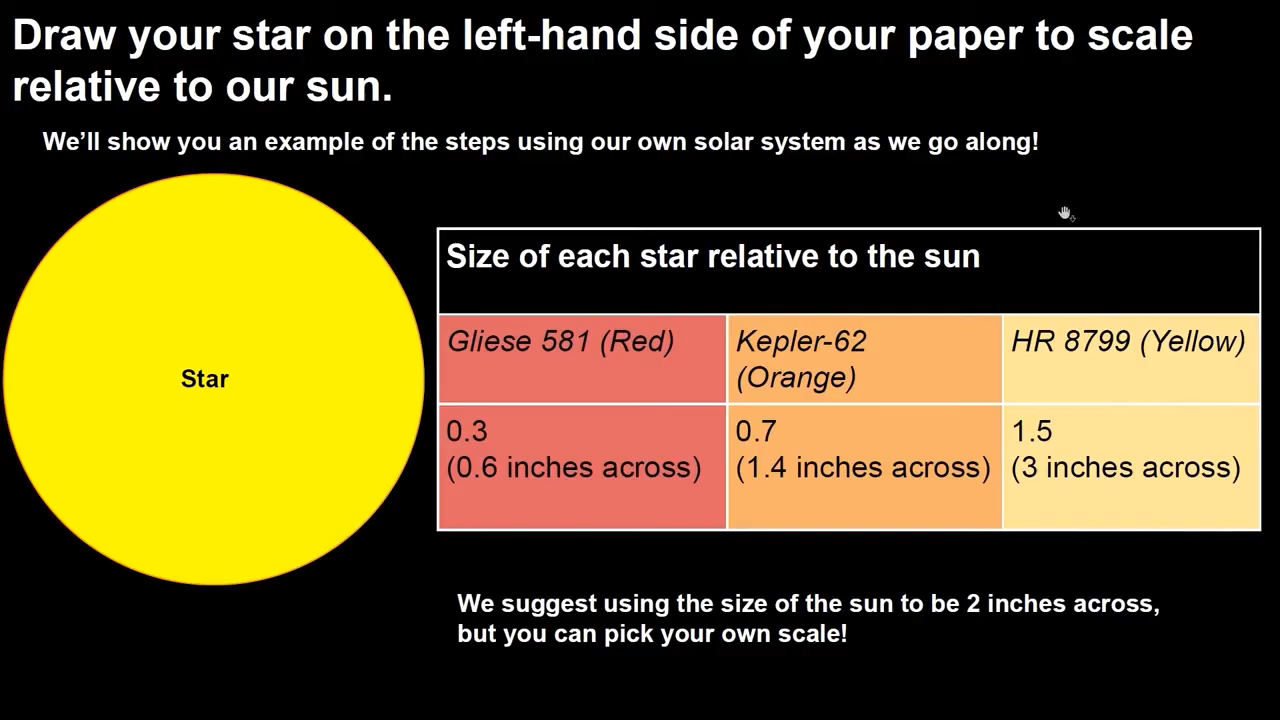 Draw your star on the left-hand side of your paper to scale
relative to our sun.
We'll show you an example of the steps using our own solar system as we go along!
Star
Size of each star relative to the sun
Gliese 581 (Red)
Kepler-62
(Orange)
HR 8799 (Yellow)
0.3
(0.6 inches across)
0.7
(1.4 inches across)
1.5
(3 inches across)
We suggest using the size of the sun to be 2 inches across,
but you can pick your own scale!